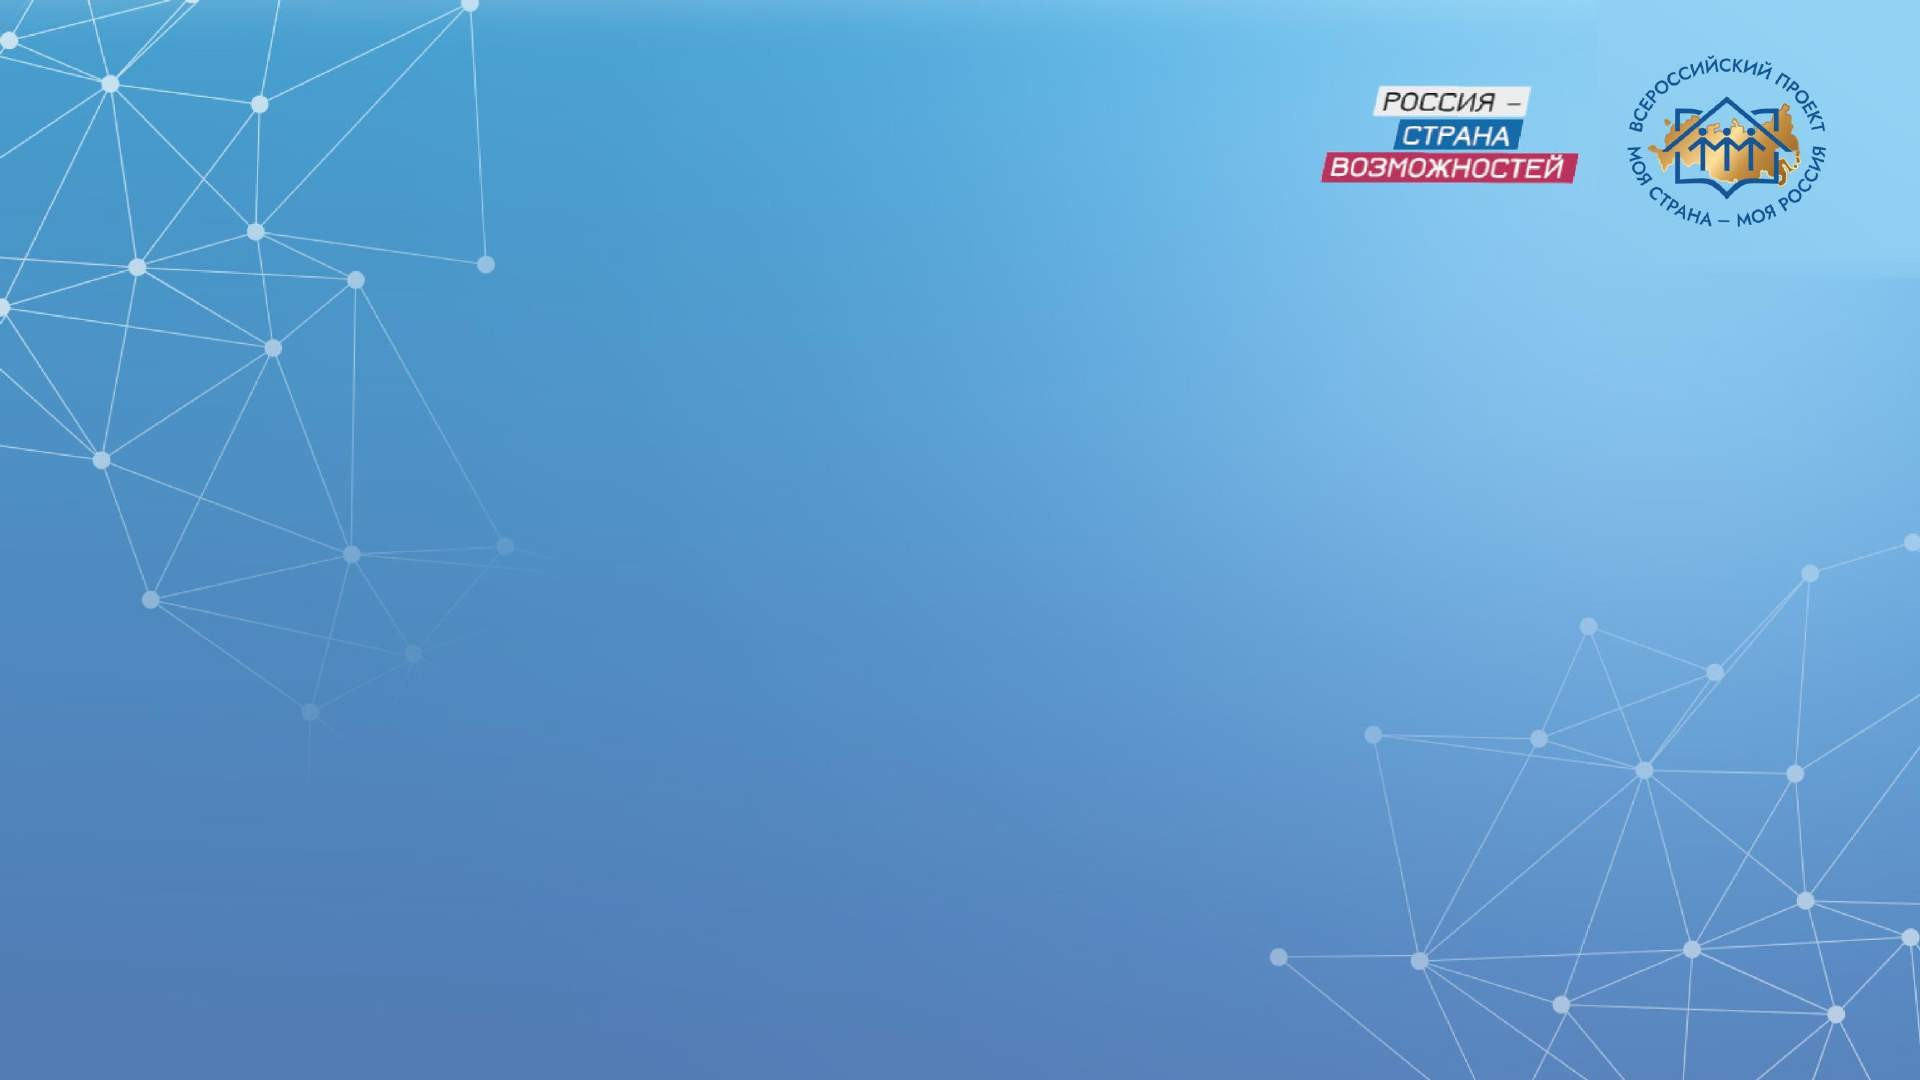 РОССИЯ –
СТРАНА
ВОЗМОЖНОСТЕЙ
ВСЕРОССИЙСКИЙ ПРОЕКТ
МОЯ СТРАНА – МОЯ РОССИЯ